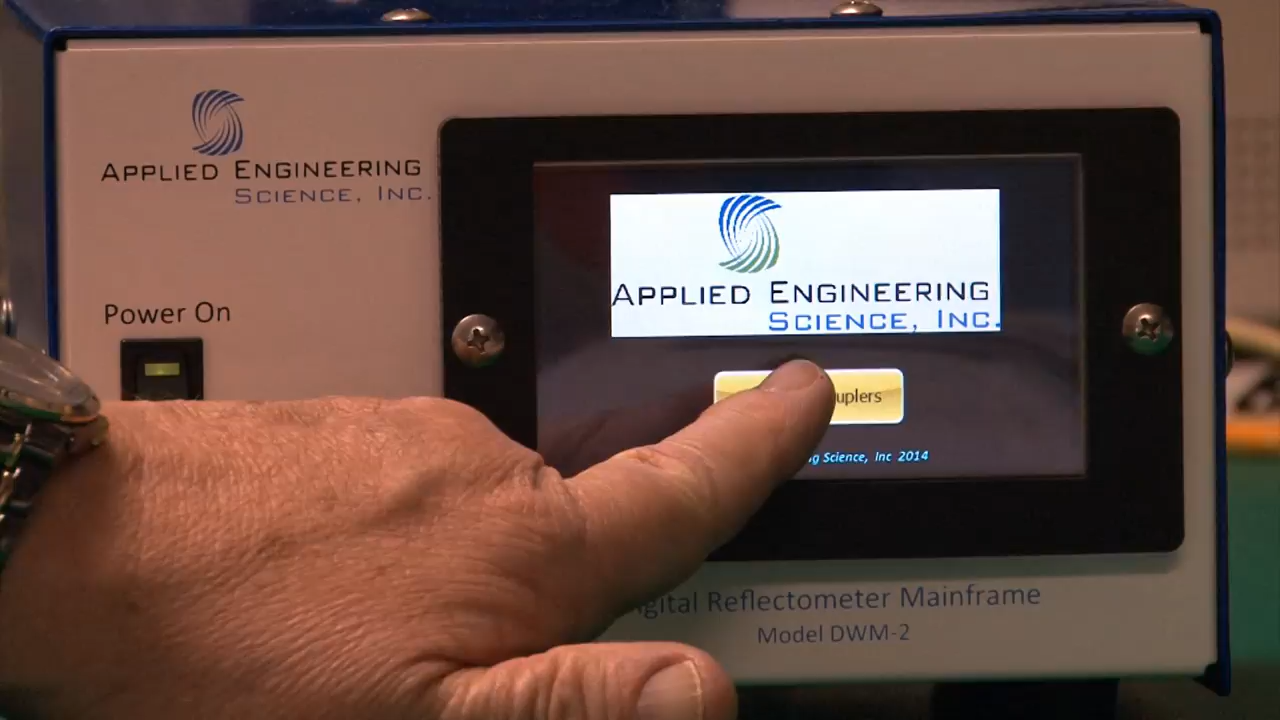 APPLIED ENGINEERING
SCIENCE, INC.
APPLIED ENGINEERING
SCIENCE, INC.
Power On
uplers
g Science, Inc 2014
gital Reflectometer Mainframe
Model DWM-2